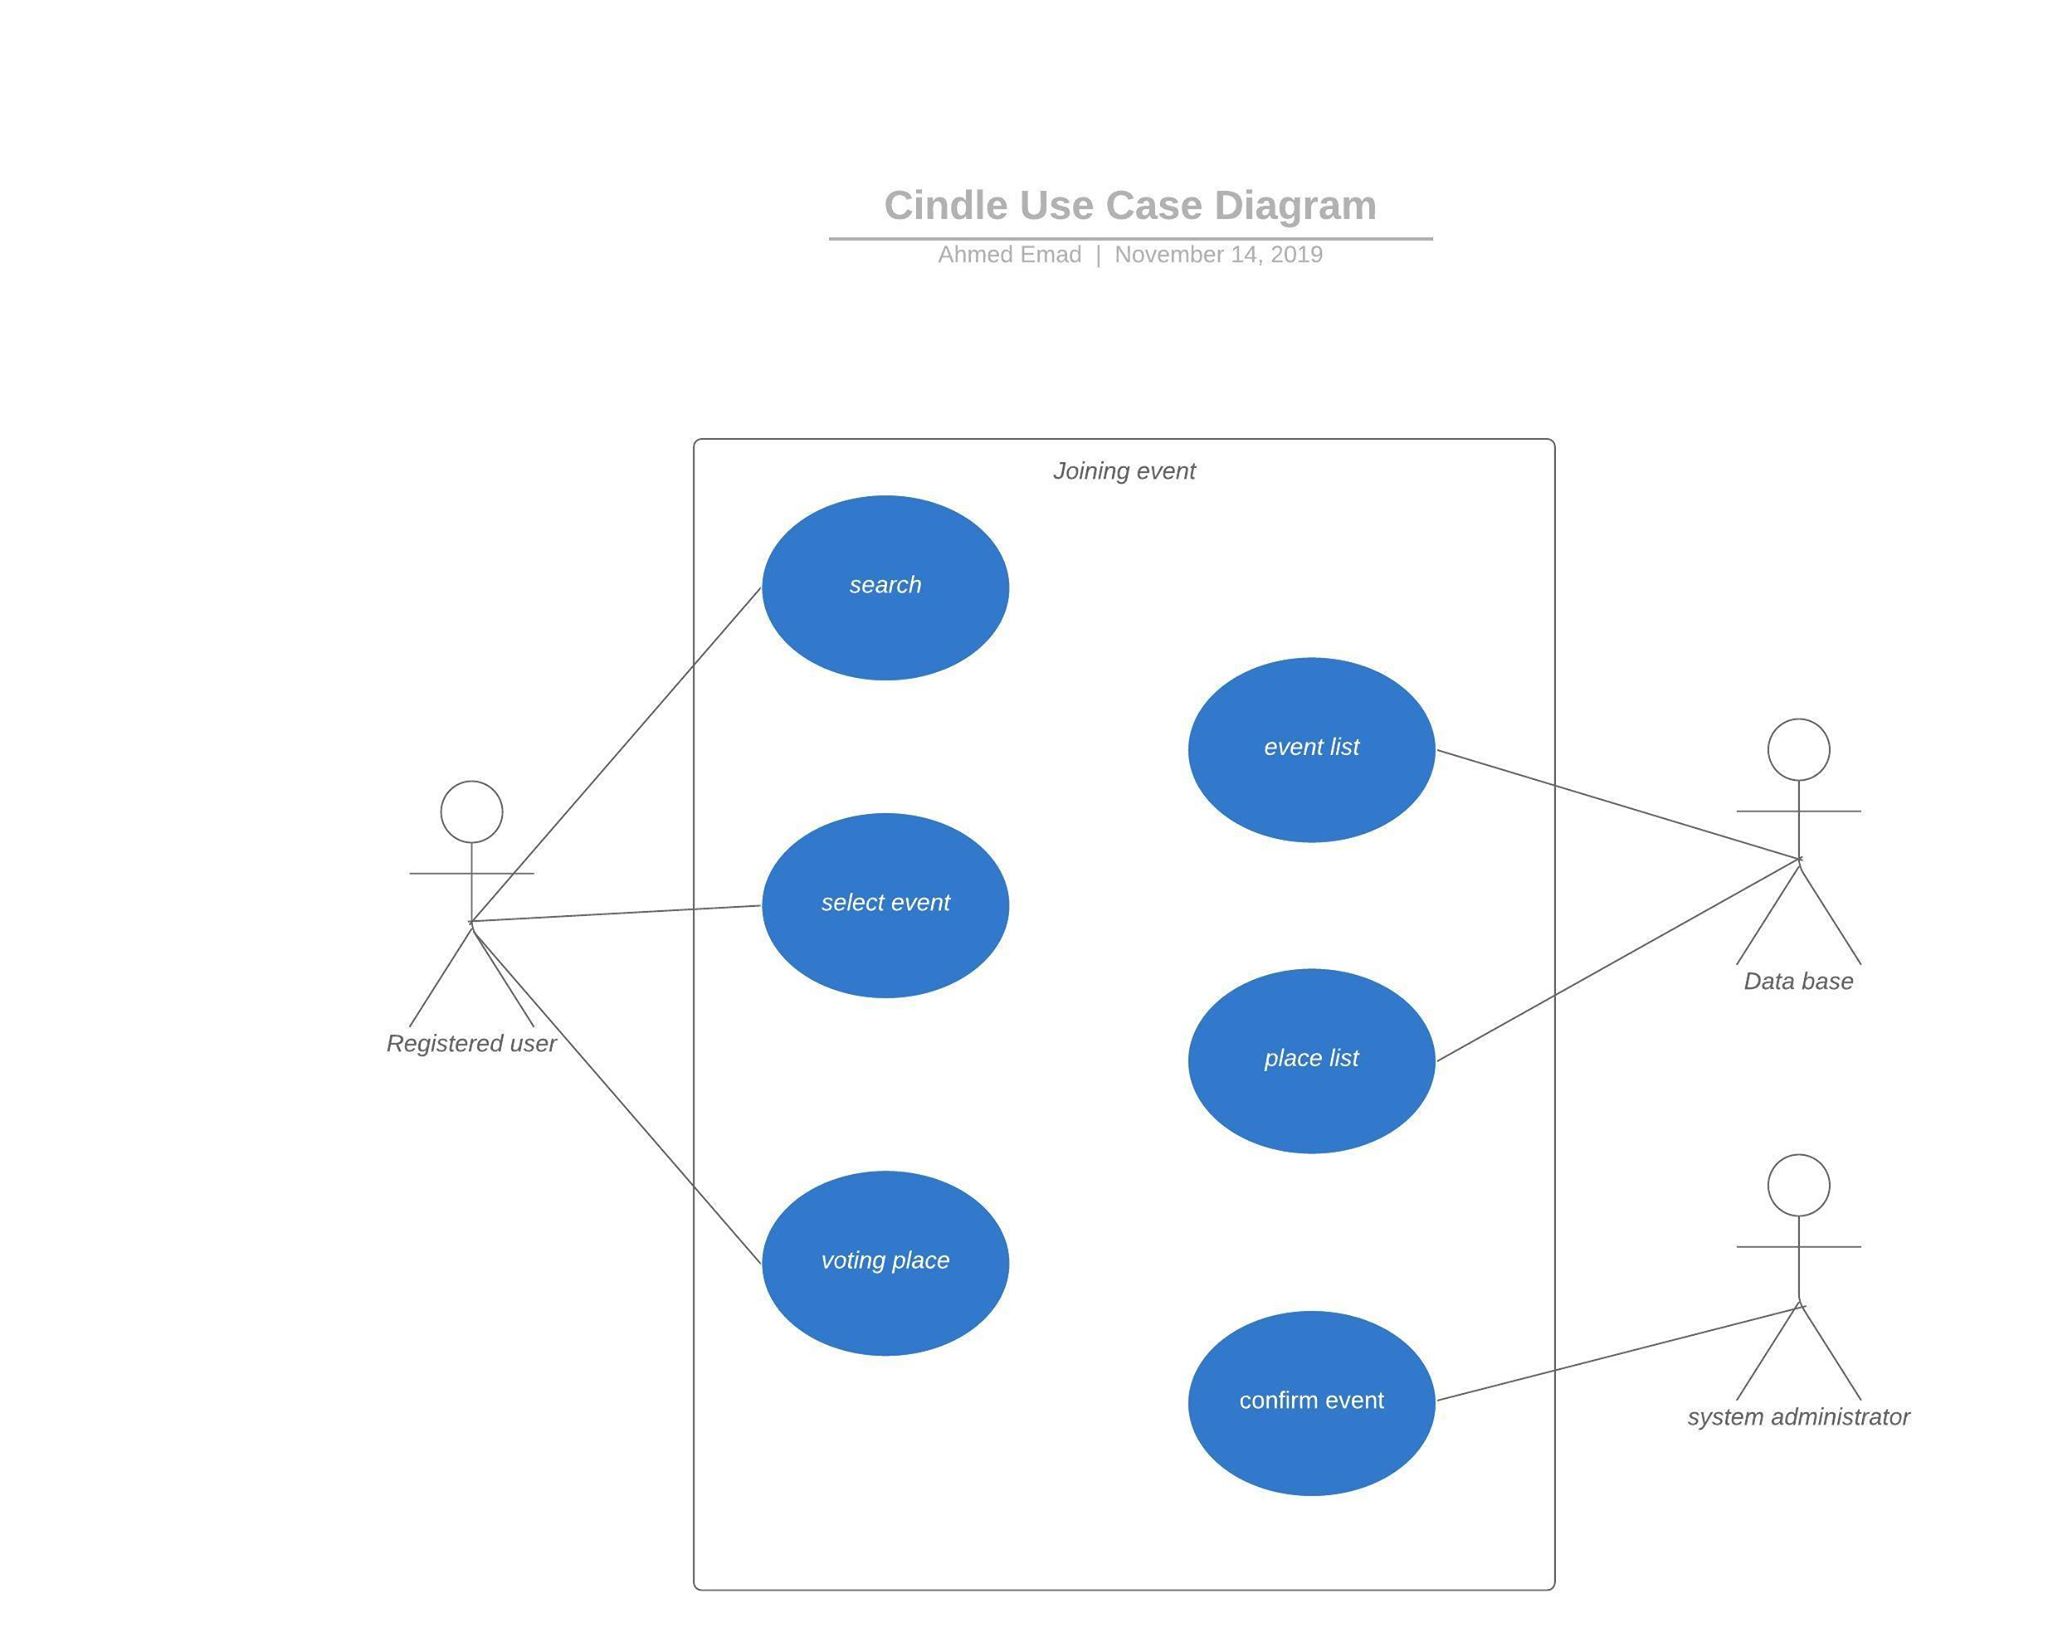 Cindle Use Case Diagram
Ahmed Emad | November 14, 2019
Joining event
search
event list
select event
Data base
Registered user
place list
voting place
confirm event
system administrator